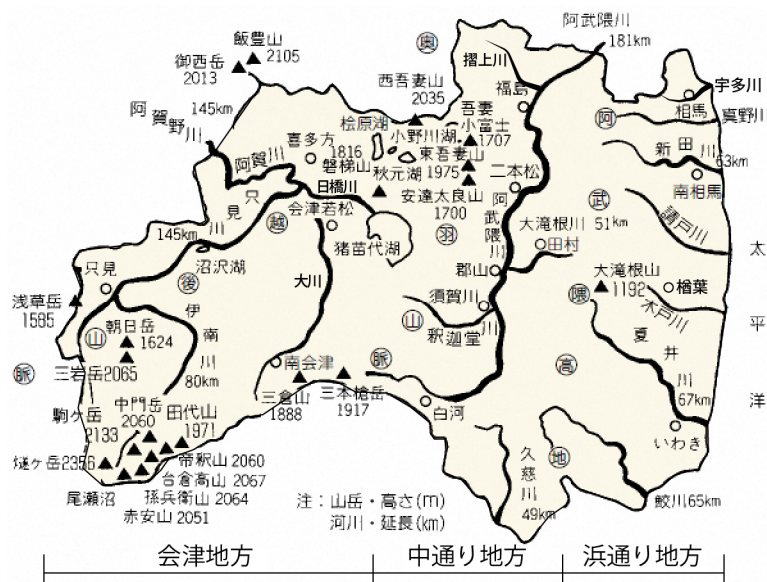 阿武隈川
181km
飯豊山
2105
御西岳
2013
奥
摺上川
福島
宇多川
相馬
真野川
西吾妻山
2035
吾妻
小富士
1707
阿
新田川
63km
南相馬
阿賀野川
145km
喜多方
1816
磐梯山
桧原湖
小野川湖
東吾妻山
1975
秋元湖
安達太良山
1700
二本松
阿賀川
日橋川
只見川
145km
越
会津若松
猪苗代湖
羽
阿武隈川
武
51km
請戸川
大滝根川
田村
沼沢湖
大川
郡山
須賀川
釈迦堂川
大滝根山
1192
楢葉
木戸川
只見
浅草岳
1585
後
伊南川
80km
山
朝日岳
1624
三岩岳2065
脈
隈
夏井川
67km
山
脈
高
太平洋
南会津
三倉山
1888
三本槍岳
1917
白河
いわき
駒ヶ岳
2133
中門岳
2060
田代山
1971
燧ヶ岳2356
帝釈山 2060
台倉高山 2067
孫兵衛山 2064
赤安山 2051
尾瀬沼
久慈川
49km
地
鮫川65km
注：山岳・高さ(m)
河川・延長(km)
会津地方
中通り地方
浜通り地方